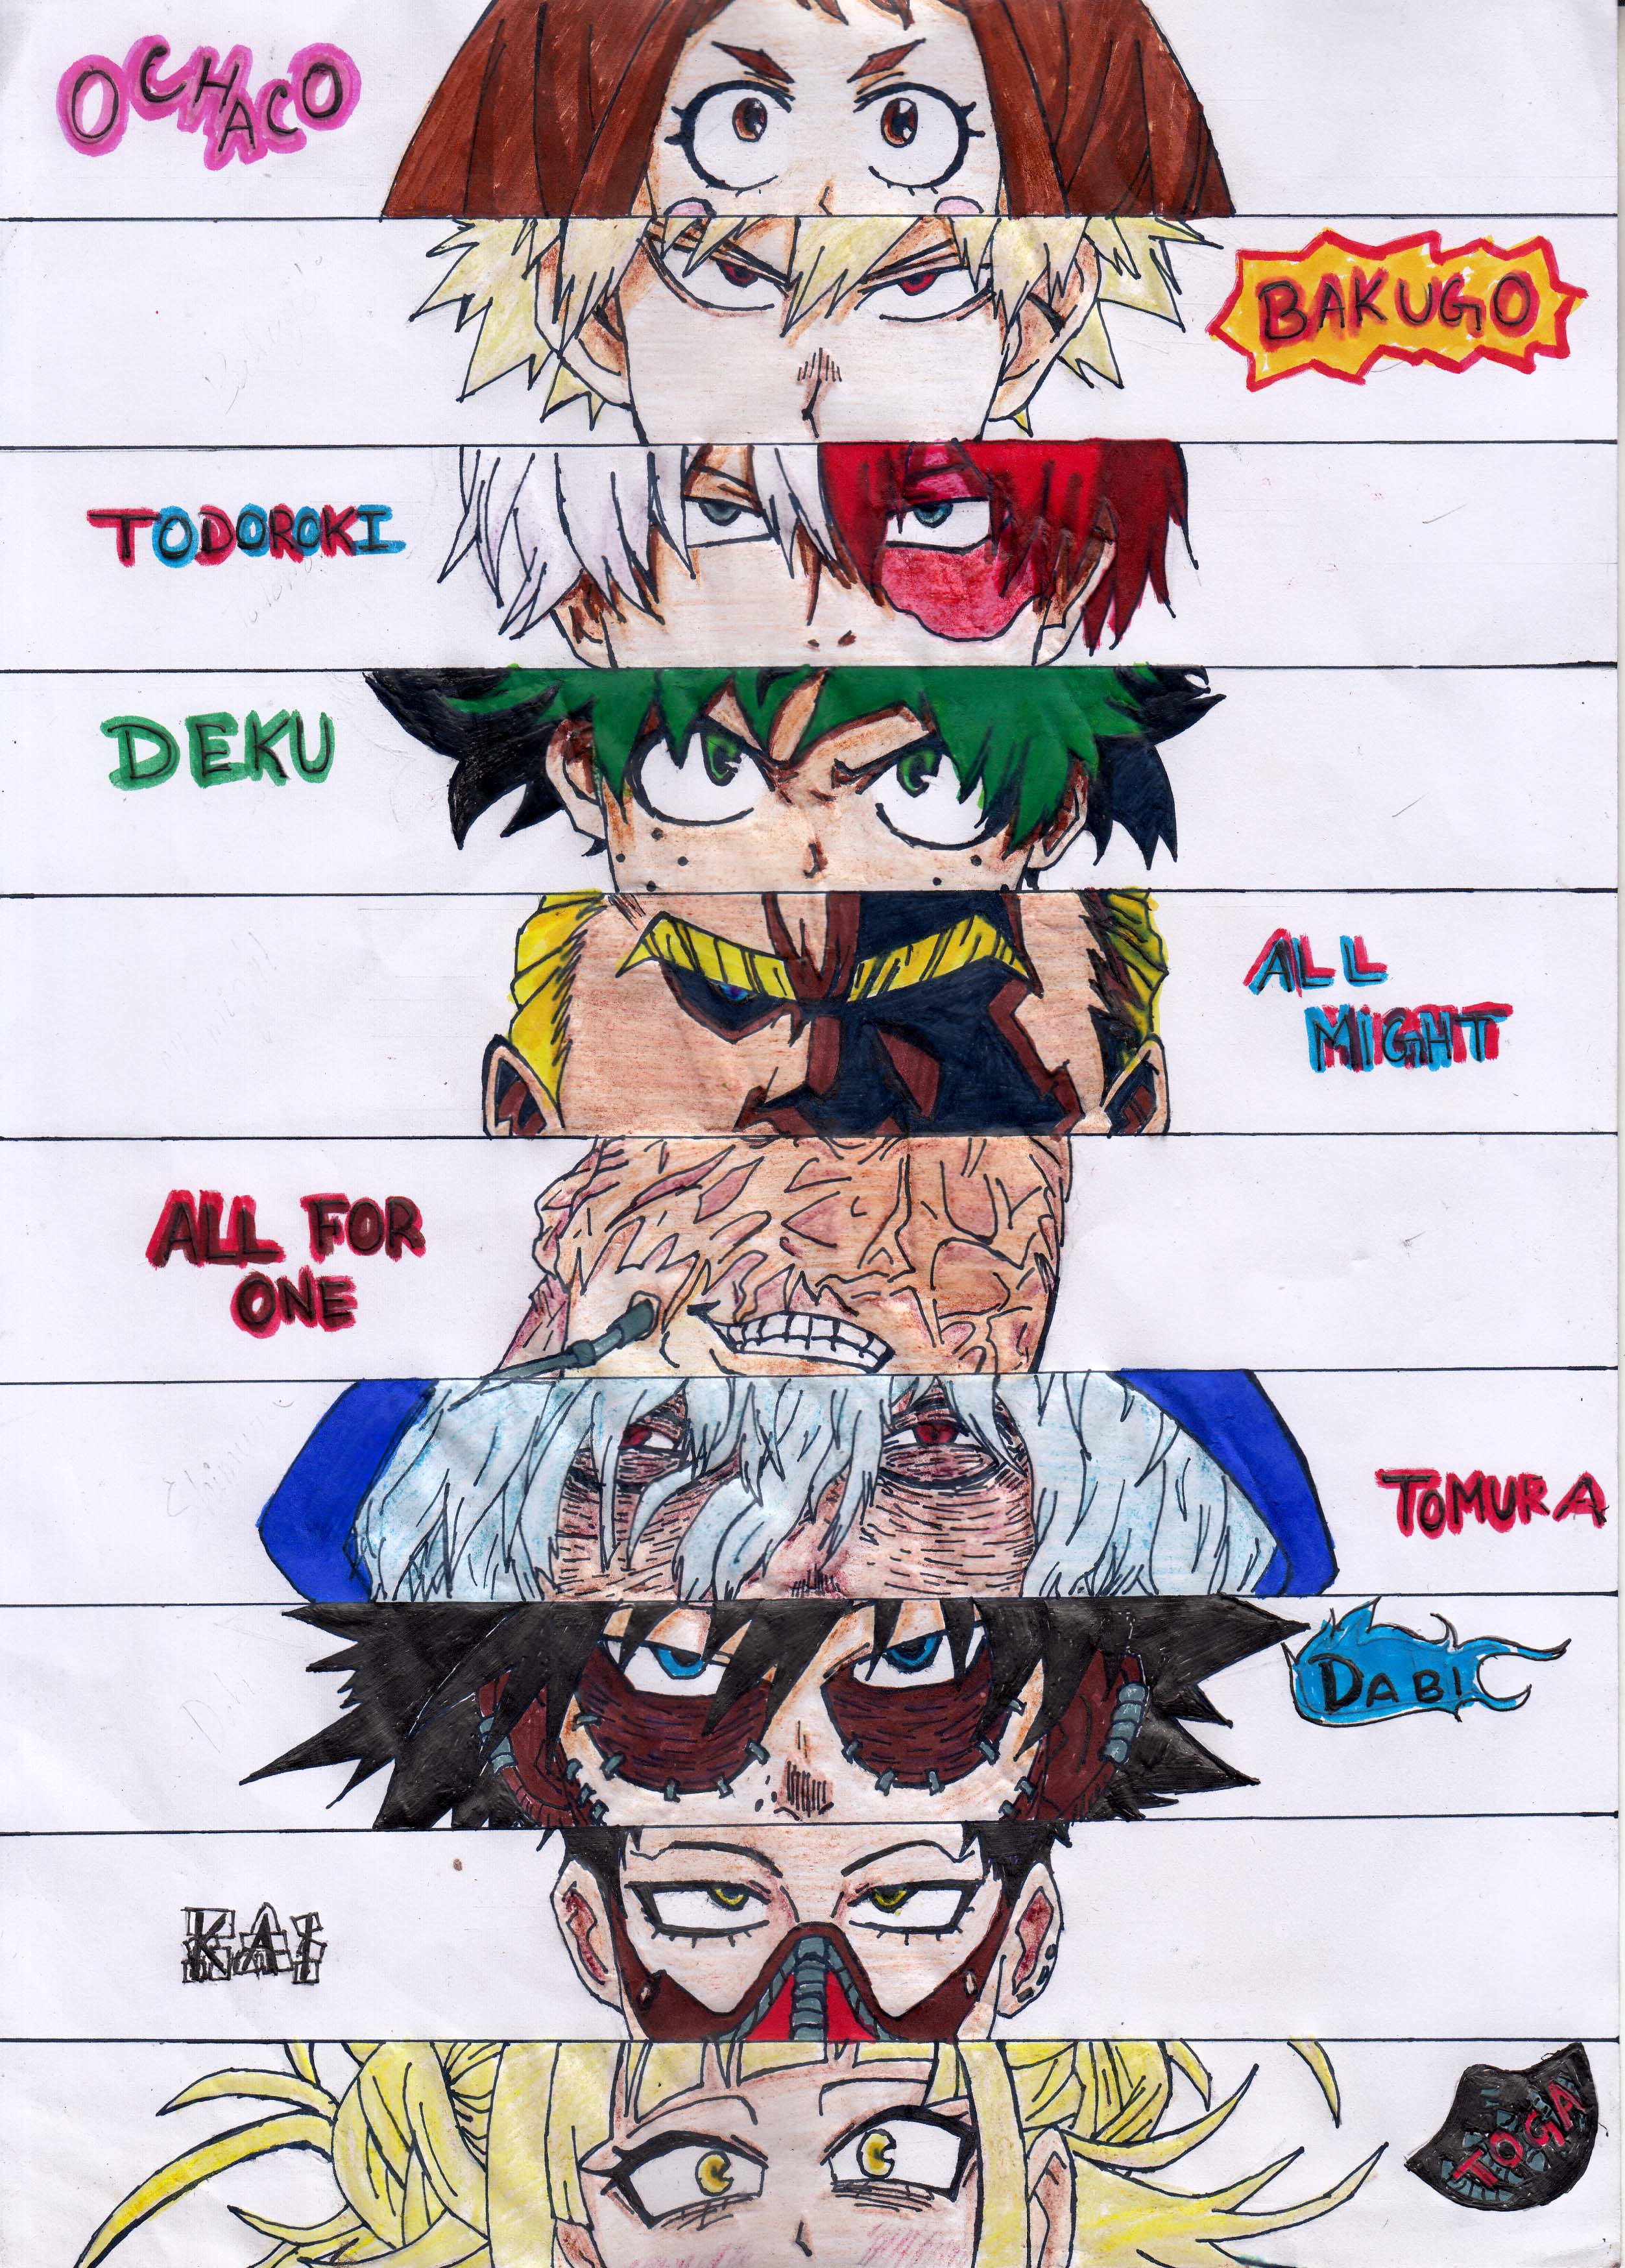 OCHACO
BAKUGO
TODOROKI
DEKU
ALL
MIGHT
ALL FOR
ONE
TOMURA
DABI
KAI
TOGA